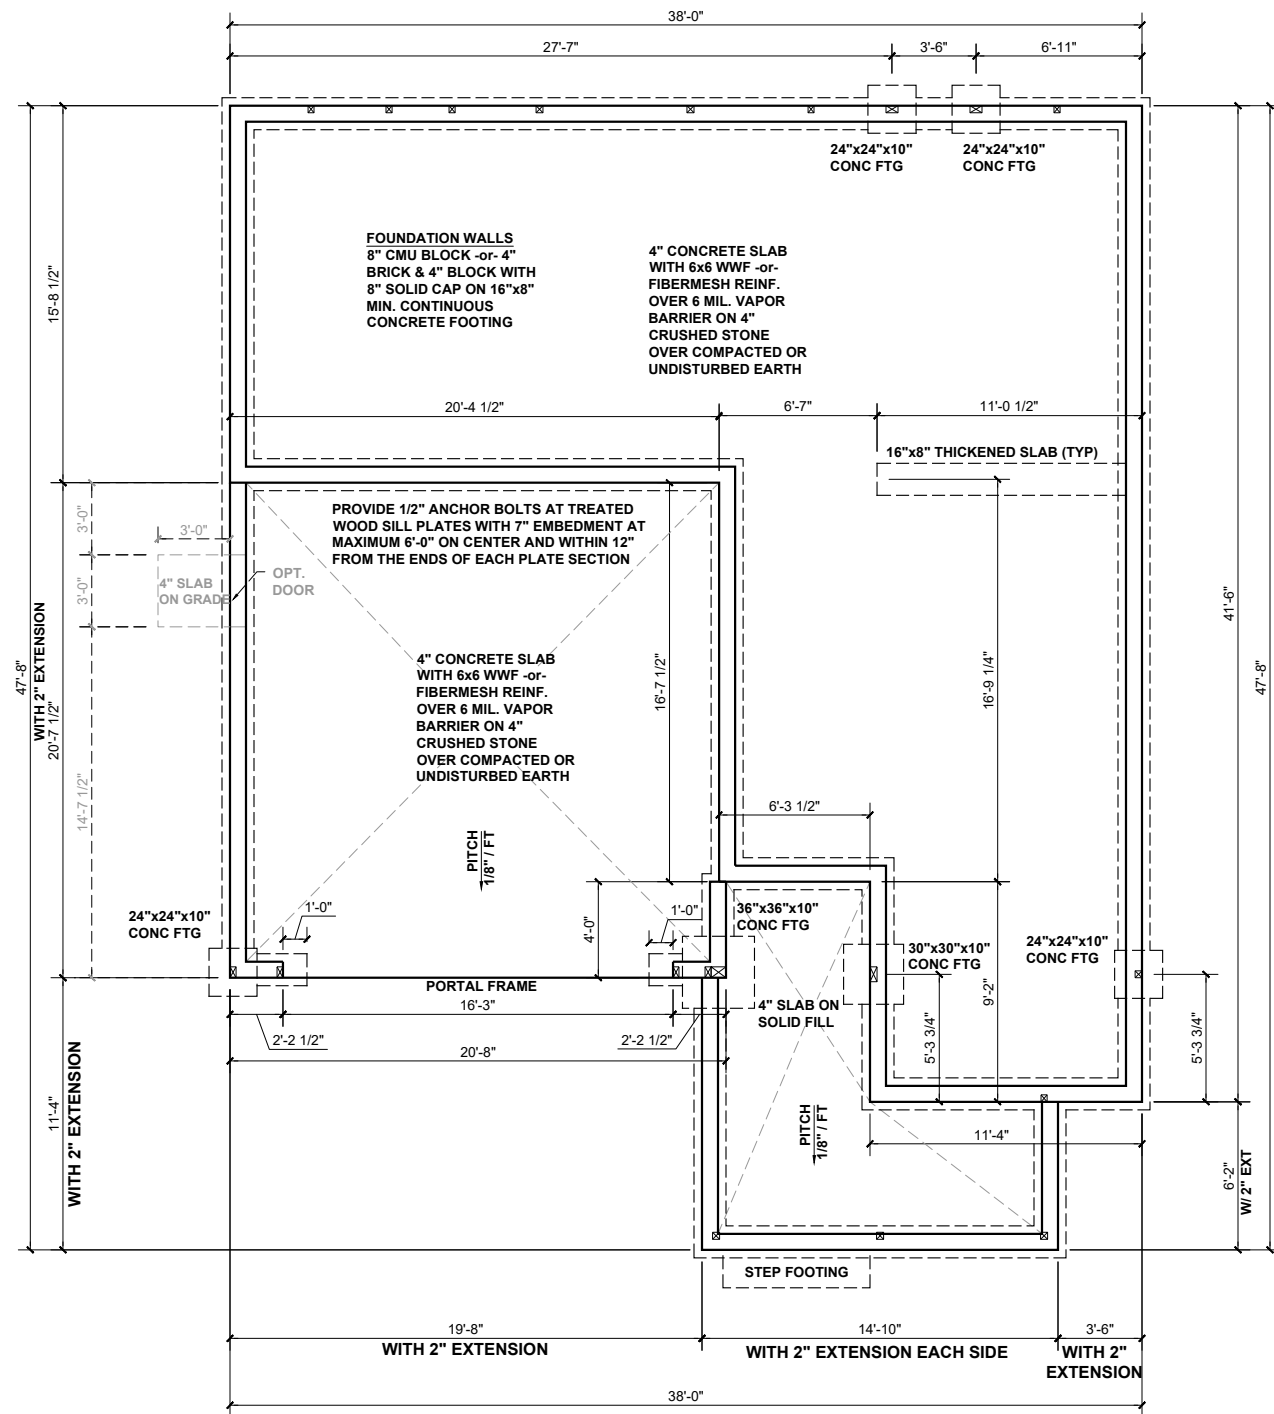 38'-0"
27'-7"
3'-6"
6'-11"
24"x24"x10"
CONC FTG
24"x24"x10"
CONC FTG
FOUNDATION WALLS
8" CMU BLOCK -or- 4"
BRICK & 4" BLOCK WITH
8" SOLID CAP ON 16"x8"
MIN. CONTINUOUS
CONCRETE FOOTING
4" CONCRETE SLAB
WITH 6x6 WWF -or-
FIBERMESH REINF.
OVER 6 MIL. VAPOR
BARRIER ON 4"
CRUSHED STONE
OVER COMPACTED OR
UNDISTURBED EARTH
15'-8 1/2"
20'-4 1/2"
6'-7"
11'-0 1/2"
16"x8" THICKENED SLAB (TYP)
PROVIDE 1/2" ANCHOR BOLTS AT TREATED
WOOD SILL PLATES WITH 7" EMBEDMENT AT
MAXIMUM 6'-0" ON CENTER AND WITHIN 12"
FROM THE ENDS OF EACH PLATE SECTION
3'-0"
3'-0"
3'-0"
4" SLAB
ON GRADE
OPT.
DOOR
47'-8"
WITH 2" EXTENSION
20'-7 1/2"
14'-7 1/2"
4" CONCRETE SLAB
WITH 6x6 WWF -or-
FIBERMESH REINF.
OVER 6 MIL. VAPOR
BARRIER ON 4"
CRUSHED STONE
OVER COMPACTED OR
UNDISTURBED EARTH
16'-7 1/2"
16'-9 1/4"
41'-6"
47'-8"
6'-3 1/2"
PITCH
1/8" / FT
24"x24"x10"
CONC FTG
1'-0"
1'-0"
4'-0"
36"x36"x10"
CONC FTG
30"x30"x10"
CONC FTG
24"x24"x10"
CONC FTG
PORTAL FRAME
16'-3"
4" SLAB ON
SOLID FILL
9'-2"
5'-3 3/4"
5'-3 3/4"
2'-2 1/2"
2'-2 1/2"
20'-8"
11'-4"
WITH 2" EXTENSION
PITCH
1/8" / FT
11'-4"
6'-2"
W/ 2" EXT
STEP FOOTING
19'-8"
WITH 2" EXTENSION
14'-10"
WITH 2" EXTENSION EACH SIDE
3'-6"
WITH 2"
EXTENSION
38'-0"